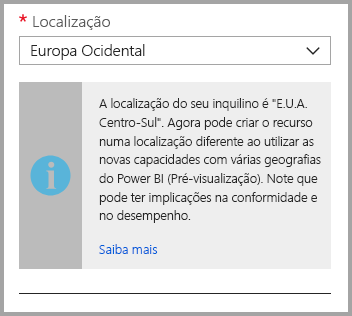 * Localização
Europa Ocidental
A localização do seu inquilino é "E.U.A.
Centro-Sul". Agora pode criar o recurso
numa localização diferente ao utilizar as
novas capacidades com várias geografias
do Power BI (Pré-visualização). Note que
pode ter implicações na conformidade e
no desempenho.
Saiba mais